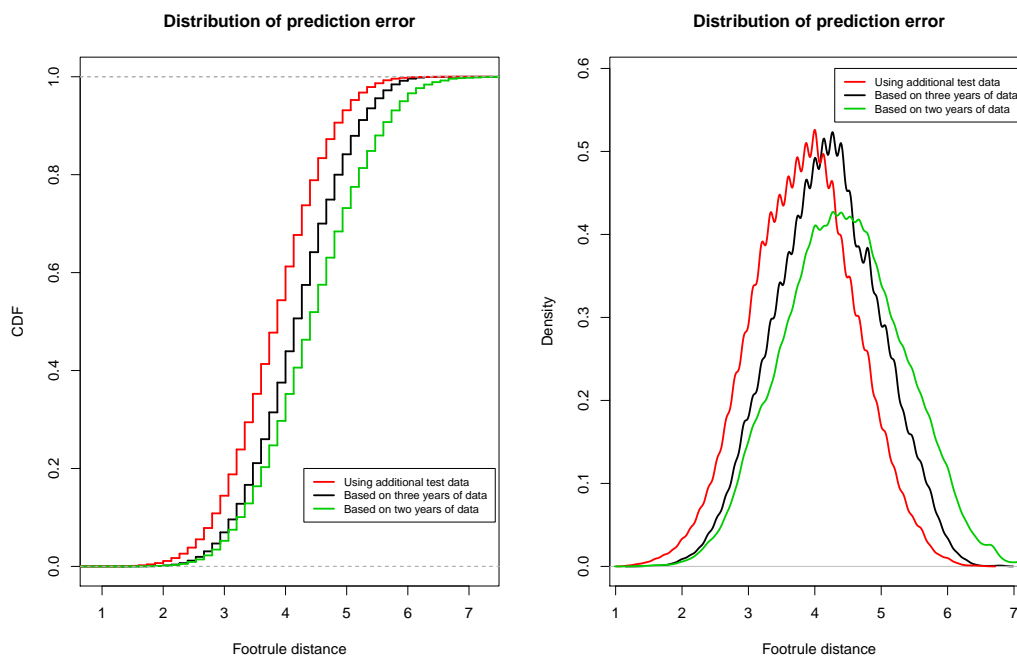 Distribution of prediction error
CDF
0.0
0.2
0.4
0.6
0.8
1.0
Using additional test data
Based on three years of data
Based on two years of data
1 2 3 4 5 6 7
Footrule distance
Distribution of prediction error
Density
0.0
0.1
0.2
0.3
0.4
0.5
0.6
Using additional test data
Based on three years of data
Based on two years of data
1 2 3 4 5 6 7
Footrule distance